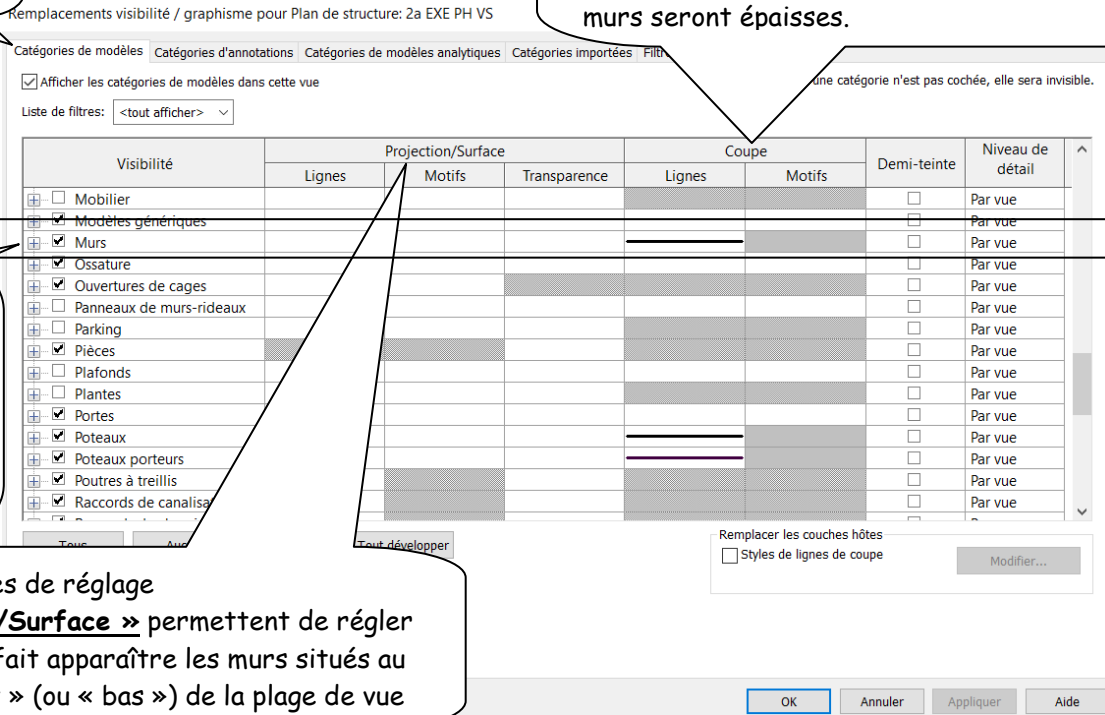 murs seront épaisses.
Remplacements visibilité / graphisme pour Plan de structure: 2a EXE PH VS
Catégories de modèles Catégories d'annotations Catégories de modèles analytiques Catégories importées
Afficher les catégories de modèles dans cette vue
une catégorie n'est pas cochée, elle sera invisible.
Liste de filtres: <tout afficher>
Visibilité Projection/Surface Coupe Demi-teinte Niveau de détail
Lignes Motifs Transparence Lignes Motifs
Mobilier Par vue
Modèles génériques Par vue
Murs Par vue
Ossature Par vue
Ouvertures de cages Par vue
Panneaux de murs-rideaux Par vue
Parking Par vue
Pièces Par vue
Plafonds Par vue
Plantes Par vue
Portes Par vue
Poteaux Par vue
Poteaux porteurs Par vue
Poutres à treillis Par vue
Raccords de canalisa Par vue
Tous Tout développer
Remplacer les couches hôtes
Styles de lignes de coupe
Modifier...
es de réglage
/Surface » permettent de régler
fait apparaître les murs situés au
» (ou « bas ») de la plage de vue
OK Annuler Appliquer Aide